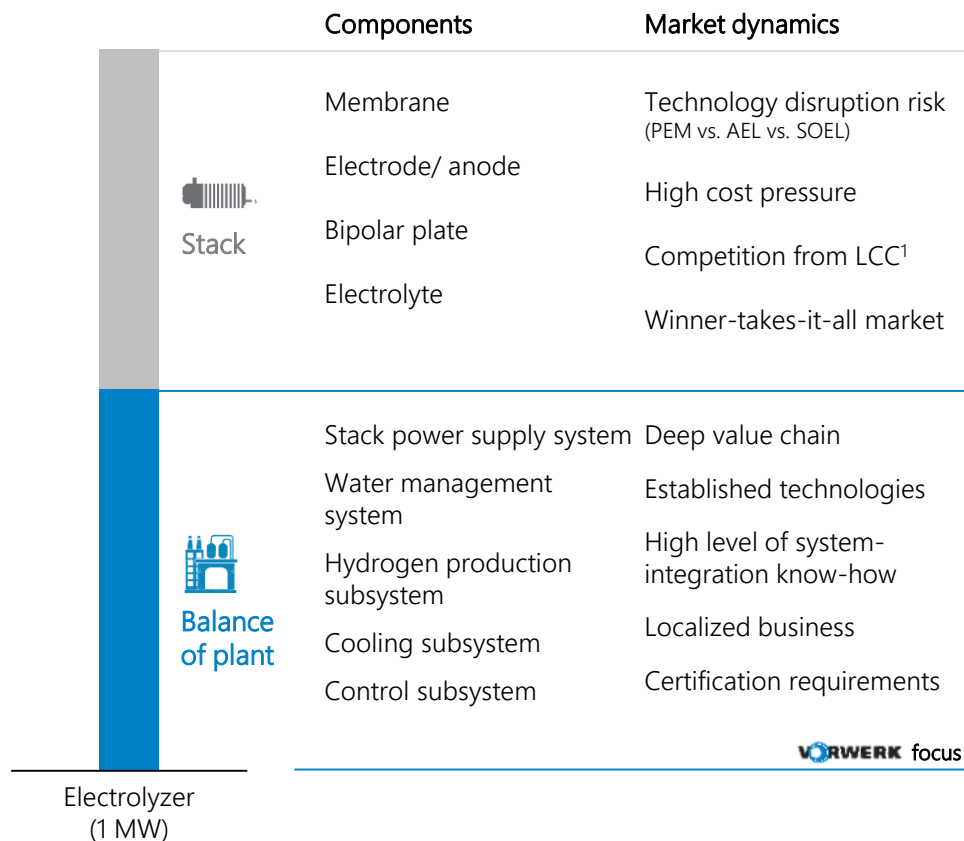 Components
Market dynamics
Stack
Membrane
Electrode/ anode
Bipolar plate
Electrolyte
Technology disruption risk
(PEM vs. AEL vs. SOEL)
High cost pressure
Competition from LCC¹
Winner-takes-it-all market
Balance
of plant
Stack power supply system
Water management
system
Hydrogen production
subsystem
Cooling subsystem
Control subsystem
Deep value chain
Established technologies
High level of system-
integration know-how
Localized business
Certification requirements
VORWERK focus
Electrolyzer
(1 MW)